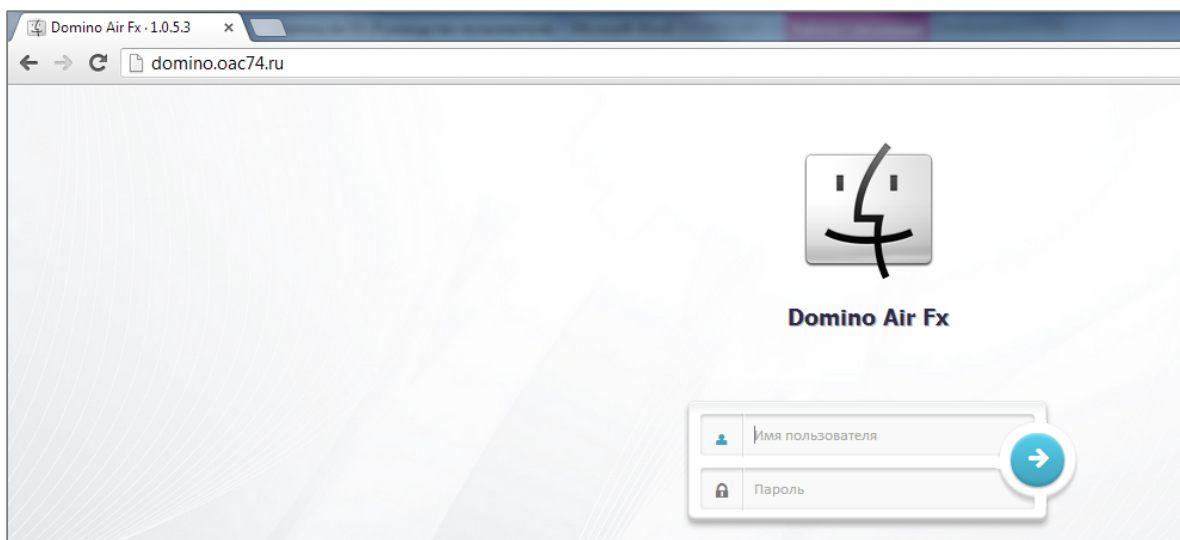 Domino Air Fx · 1.0.5.3
domino.oac74.ru
Domino Air Fx
Имя пользователя
Пароль